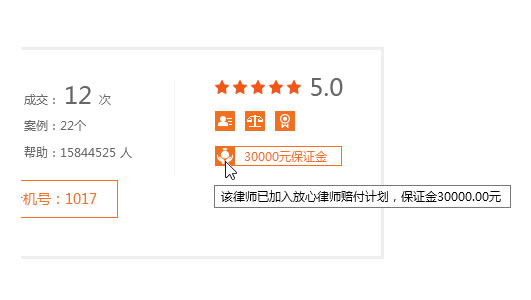 成交： 12 次
案例：22个
帮助：15844525 人
机号：1017
5.0
30000元保证金
该律师已加入放心律师赔付计划，保证金30000.00元